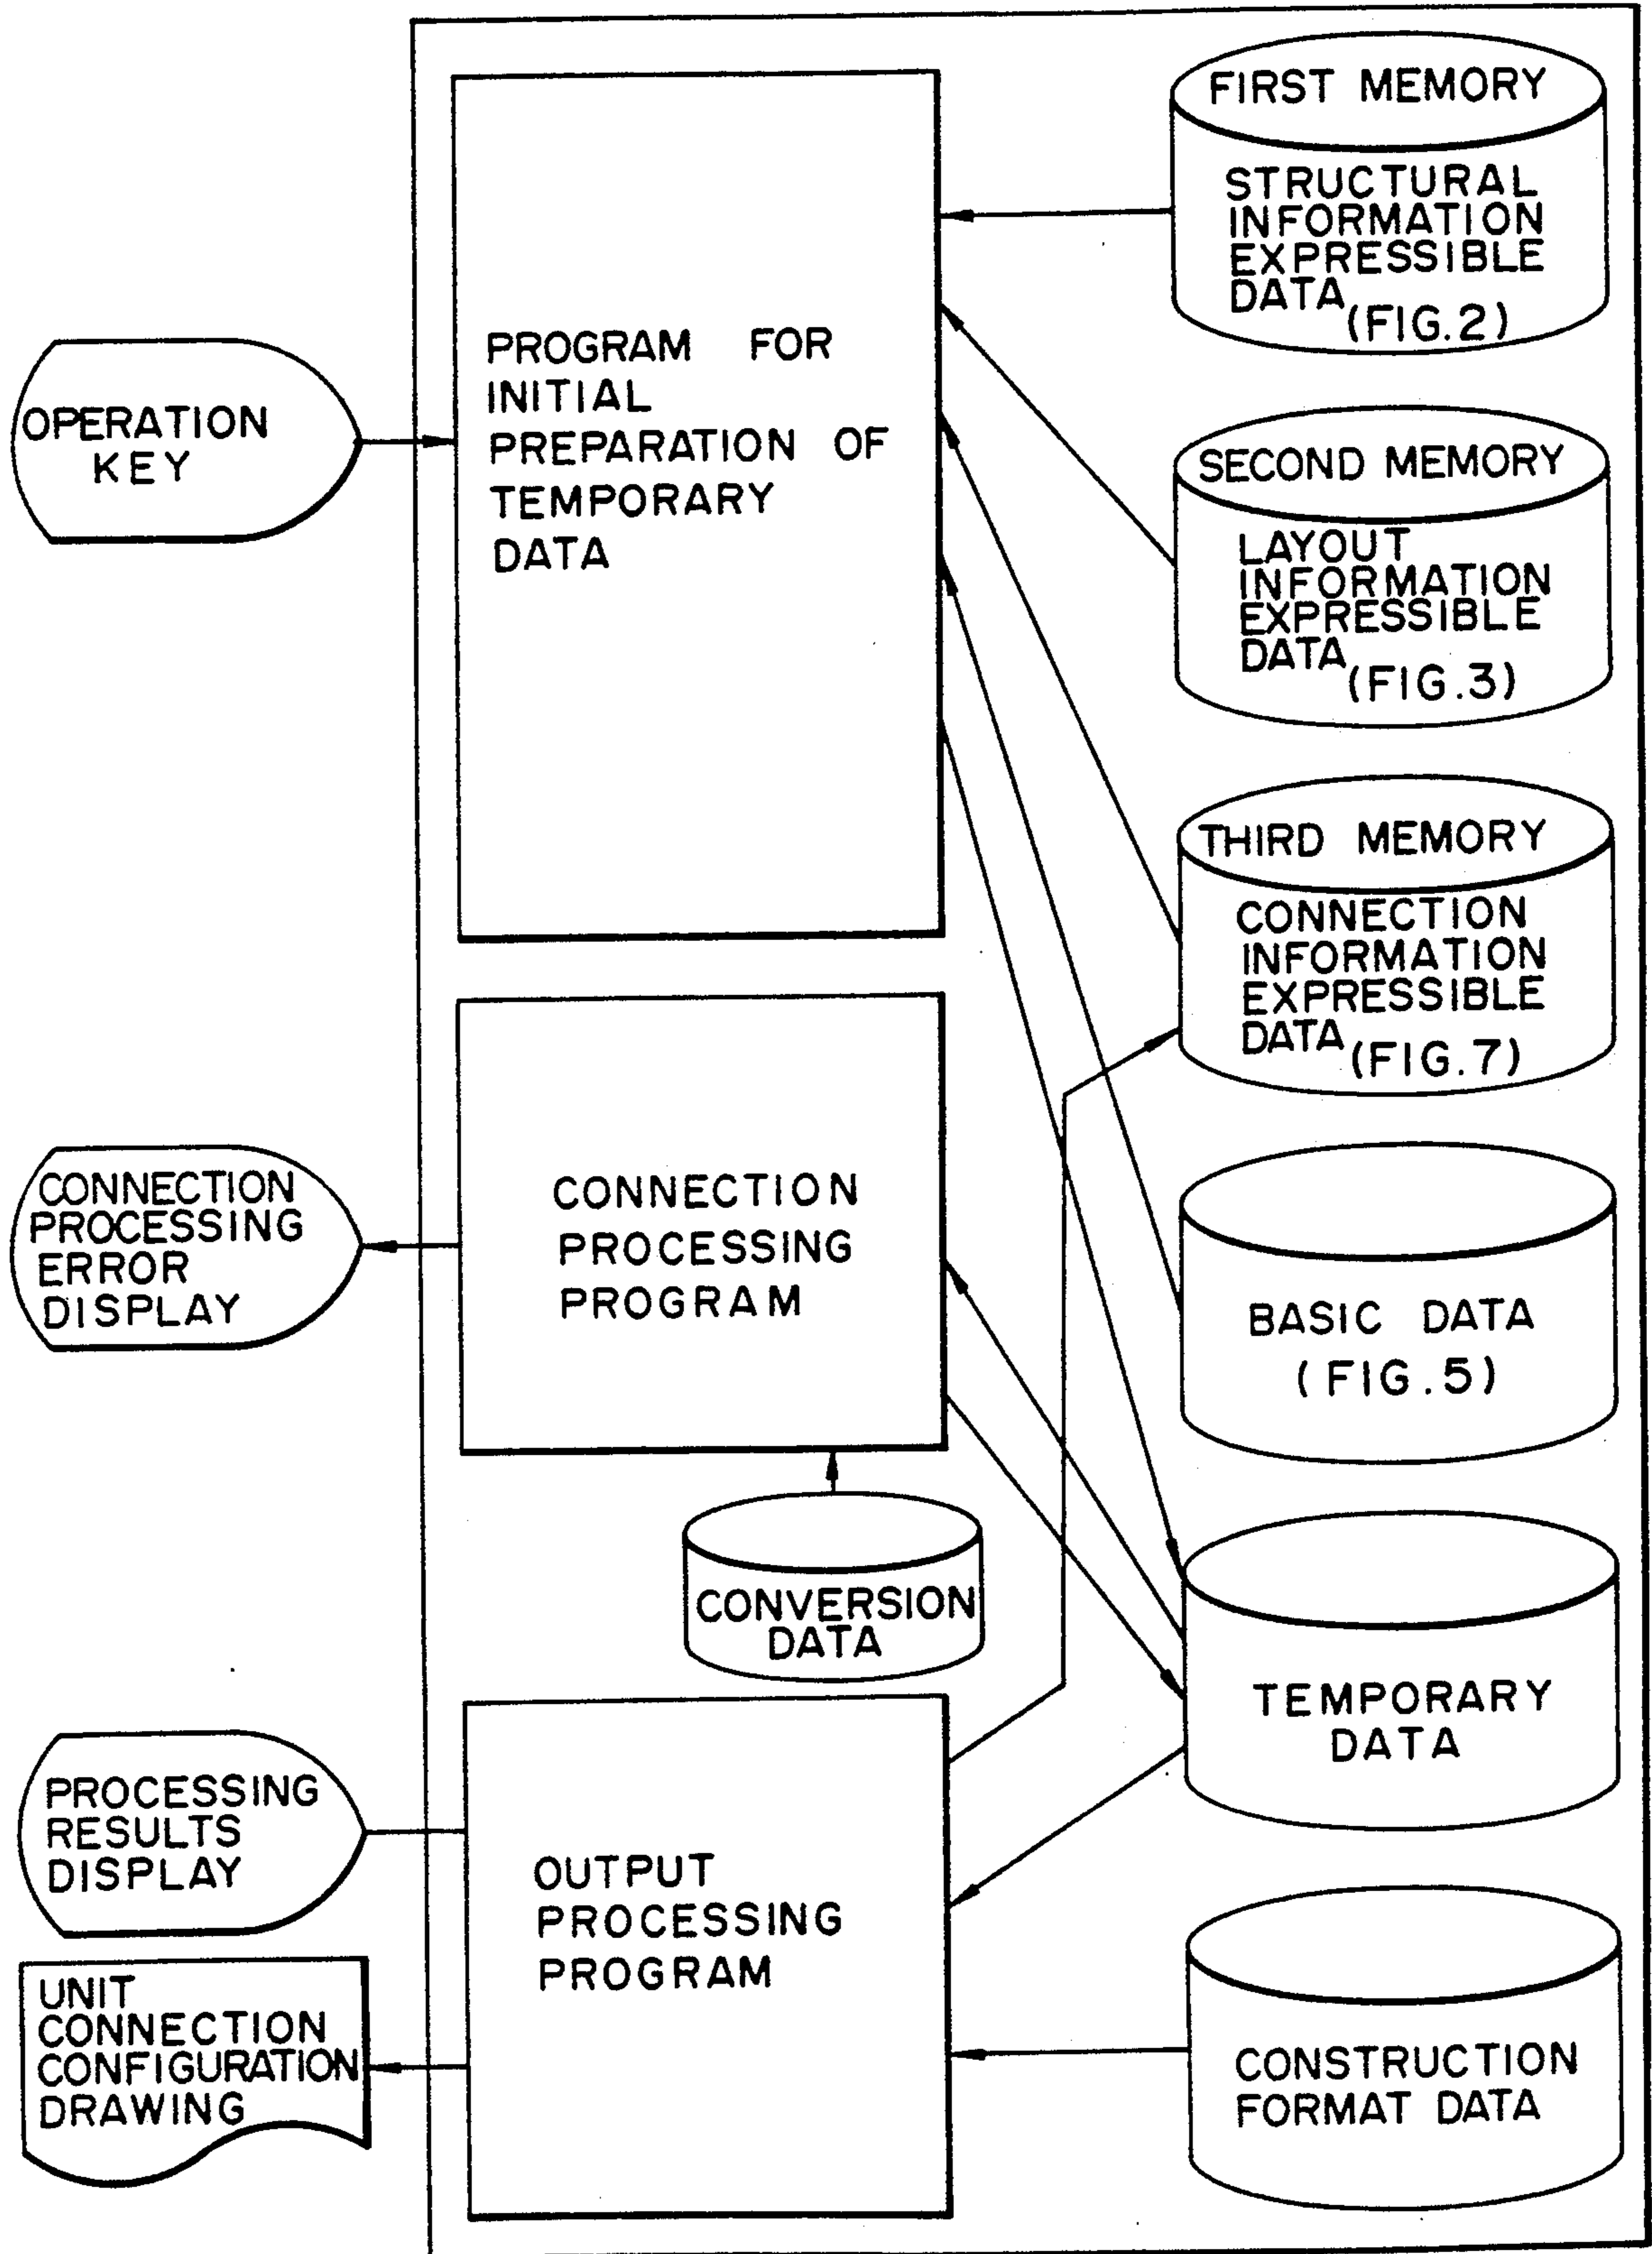 FIRST MEMORY
STRUCTURAL
INFORMATION
EXPRESSIBLE
DATA (FIG.2)
OPERATION
KEY
PROGRAM FOR
INITIAL
PREPARATION OF
TEMPORARY
DATA
SECOND MEMORY
LAYOUT
INFORMATION
EXPRESSIBLE
DATA (FIG.3)
THIRD MEMORY
CONNECTION
INFORMATION
EXPRESSIBLE
DATA (FIG.7)
CONNECTION
PROCESSING
ERROR
DISPLAY
CONNECTION
PROCESSING
PROGRAM
BASIC DATA
(FIG.5)
CONVERSION
DATA
TEMPORARY
DATA
PROCESSING
RESULTS
DISPLAY
OUTPUT
PROCESSING
PROGRAM
UNIT
CONNECTION
CONFIGURATION
DRAWING
CONSTRUCTION
FORMAT DATA